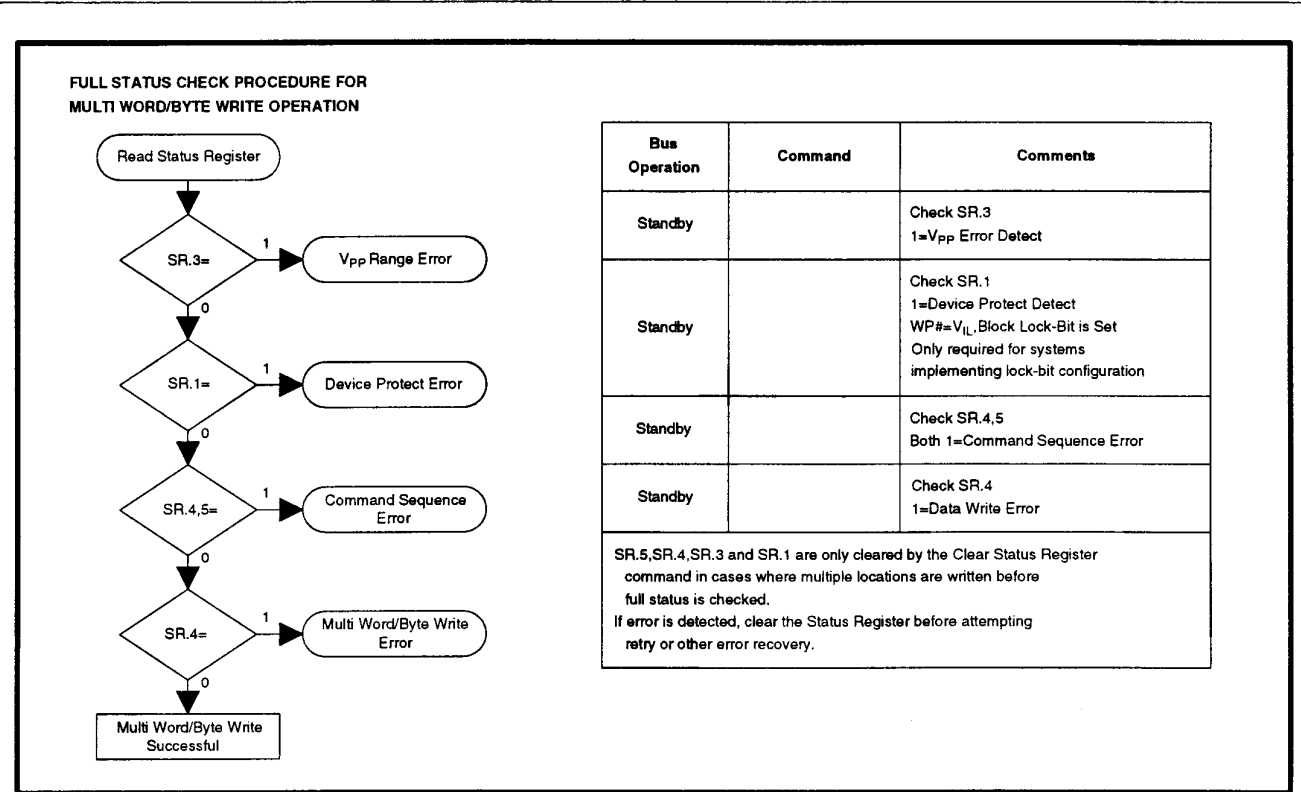 FULL STATUS CHECK PROCEDURE FOR
MULTI WORD/BYTE WRITE OPERATION
Read Status Register
SR.3=
1
VPP Range Error
0
SR.1=
1
Device Protect Error
0
SR.4,5=
1
Command Sequence
Error
0
SR.4=
1
Multi Word/Byte Write
Error
0
Multi Word/Byte Write
Successful
Bus
Operation
Command
Comments
Standby
Check SR.3
1=VPP Error Detect
Standby
Check SR.1
1=Device Protect Detect
WP#=VIL,Block Lock-Bit is Set
Only required for systems
implementing lock-bit configuration
Standby
Check SR.4,5
Both 1=Command Sequence Error
Standby
Check SR.4
1=Data Write Error
SR.5,SR.4,SR.3 and SR.1 are only cleared by the Clear Status Register
command in cases where multiple locations are written before
full status is checked.
If error is detected, clear the Status Register before attempting
retry or other error recovery.